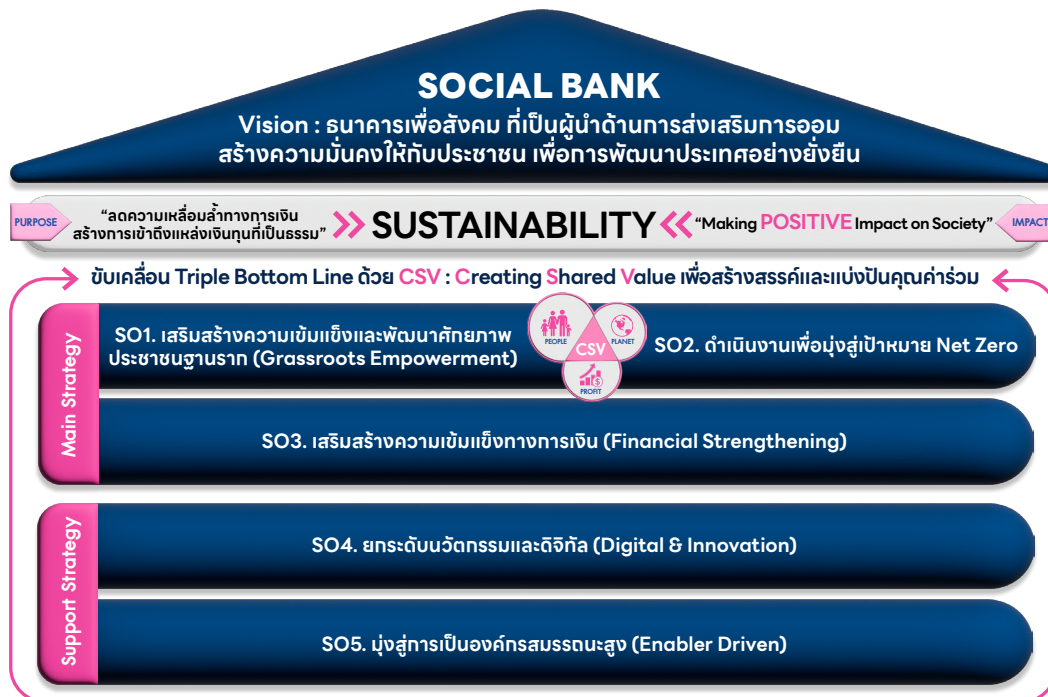 SOCIAL BANK
Vision : ธนาคารเพื่อสังคม ที่เป็นผู้นำด้านการส่งเสริมการออม
สร้างความมั่นคงให้กับประชาชน เพื่อการพัฒนาประเทศอย่างยั่งยืน
PURPOSE
“ลดความเหลื่อมล้ำทางการเงิน
สร้างการเข้าถึงแหล่งเงินทุนที่เป็นธรรม”
SUSTAINABILITY
“Making POSITIVE Impact on Society”
IMPACT
ขับเคลื่อน Triple Bottom Line ด้วย CSV : Creating Shared Value เพื่อสร้างสรรค์และแบ่งปันคุณค่าร่วม
Main Strategy
SO1. เสริมสร้างความเข้มแข็งและพัฒนาศักยภาพ
ประชาชนฐานราก (Grassroots Empowerment)
PEOPLE
PLANET
CSV
PROFIT
SO2. ดำเนินงานเพื่อมุ่งสู่เป้าหมาย Net Zero
SO3. เสริมสร้างความเข้มแข็งทางการเงิน (Financial Strengthening)
Support Strategy
SO4. ยกระดับนวัตกรรมและดิจิทัล (Digital & Innovation)
SO5. มุ่งสู่การเป็นองค์กรสมรรถนะสูง (Enabler Driven)